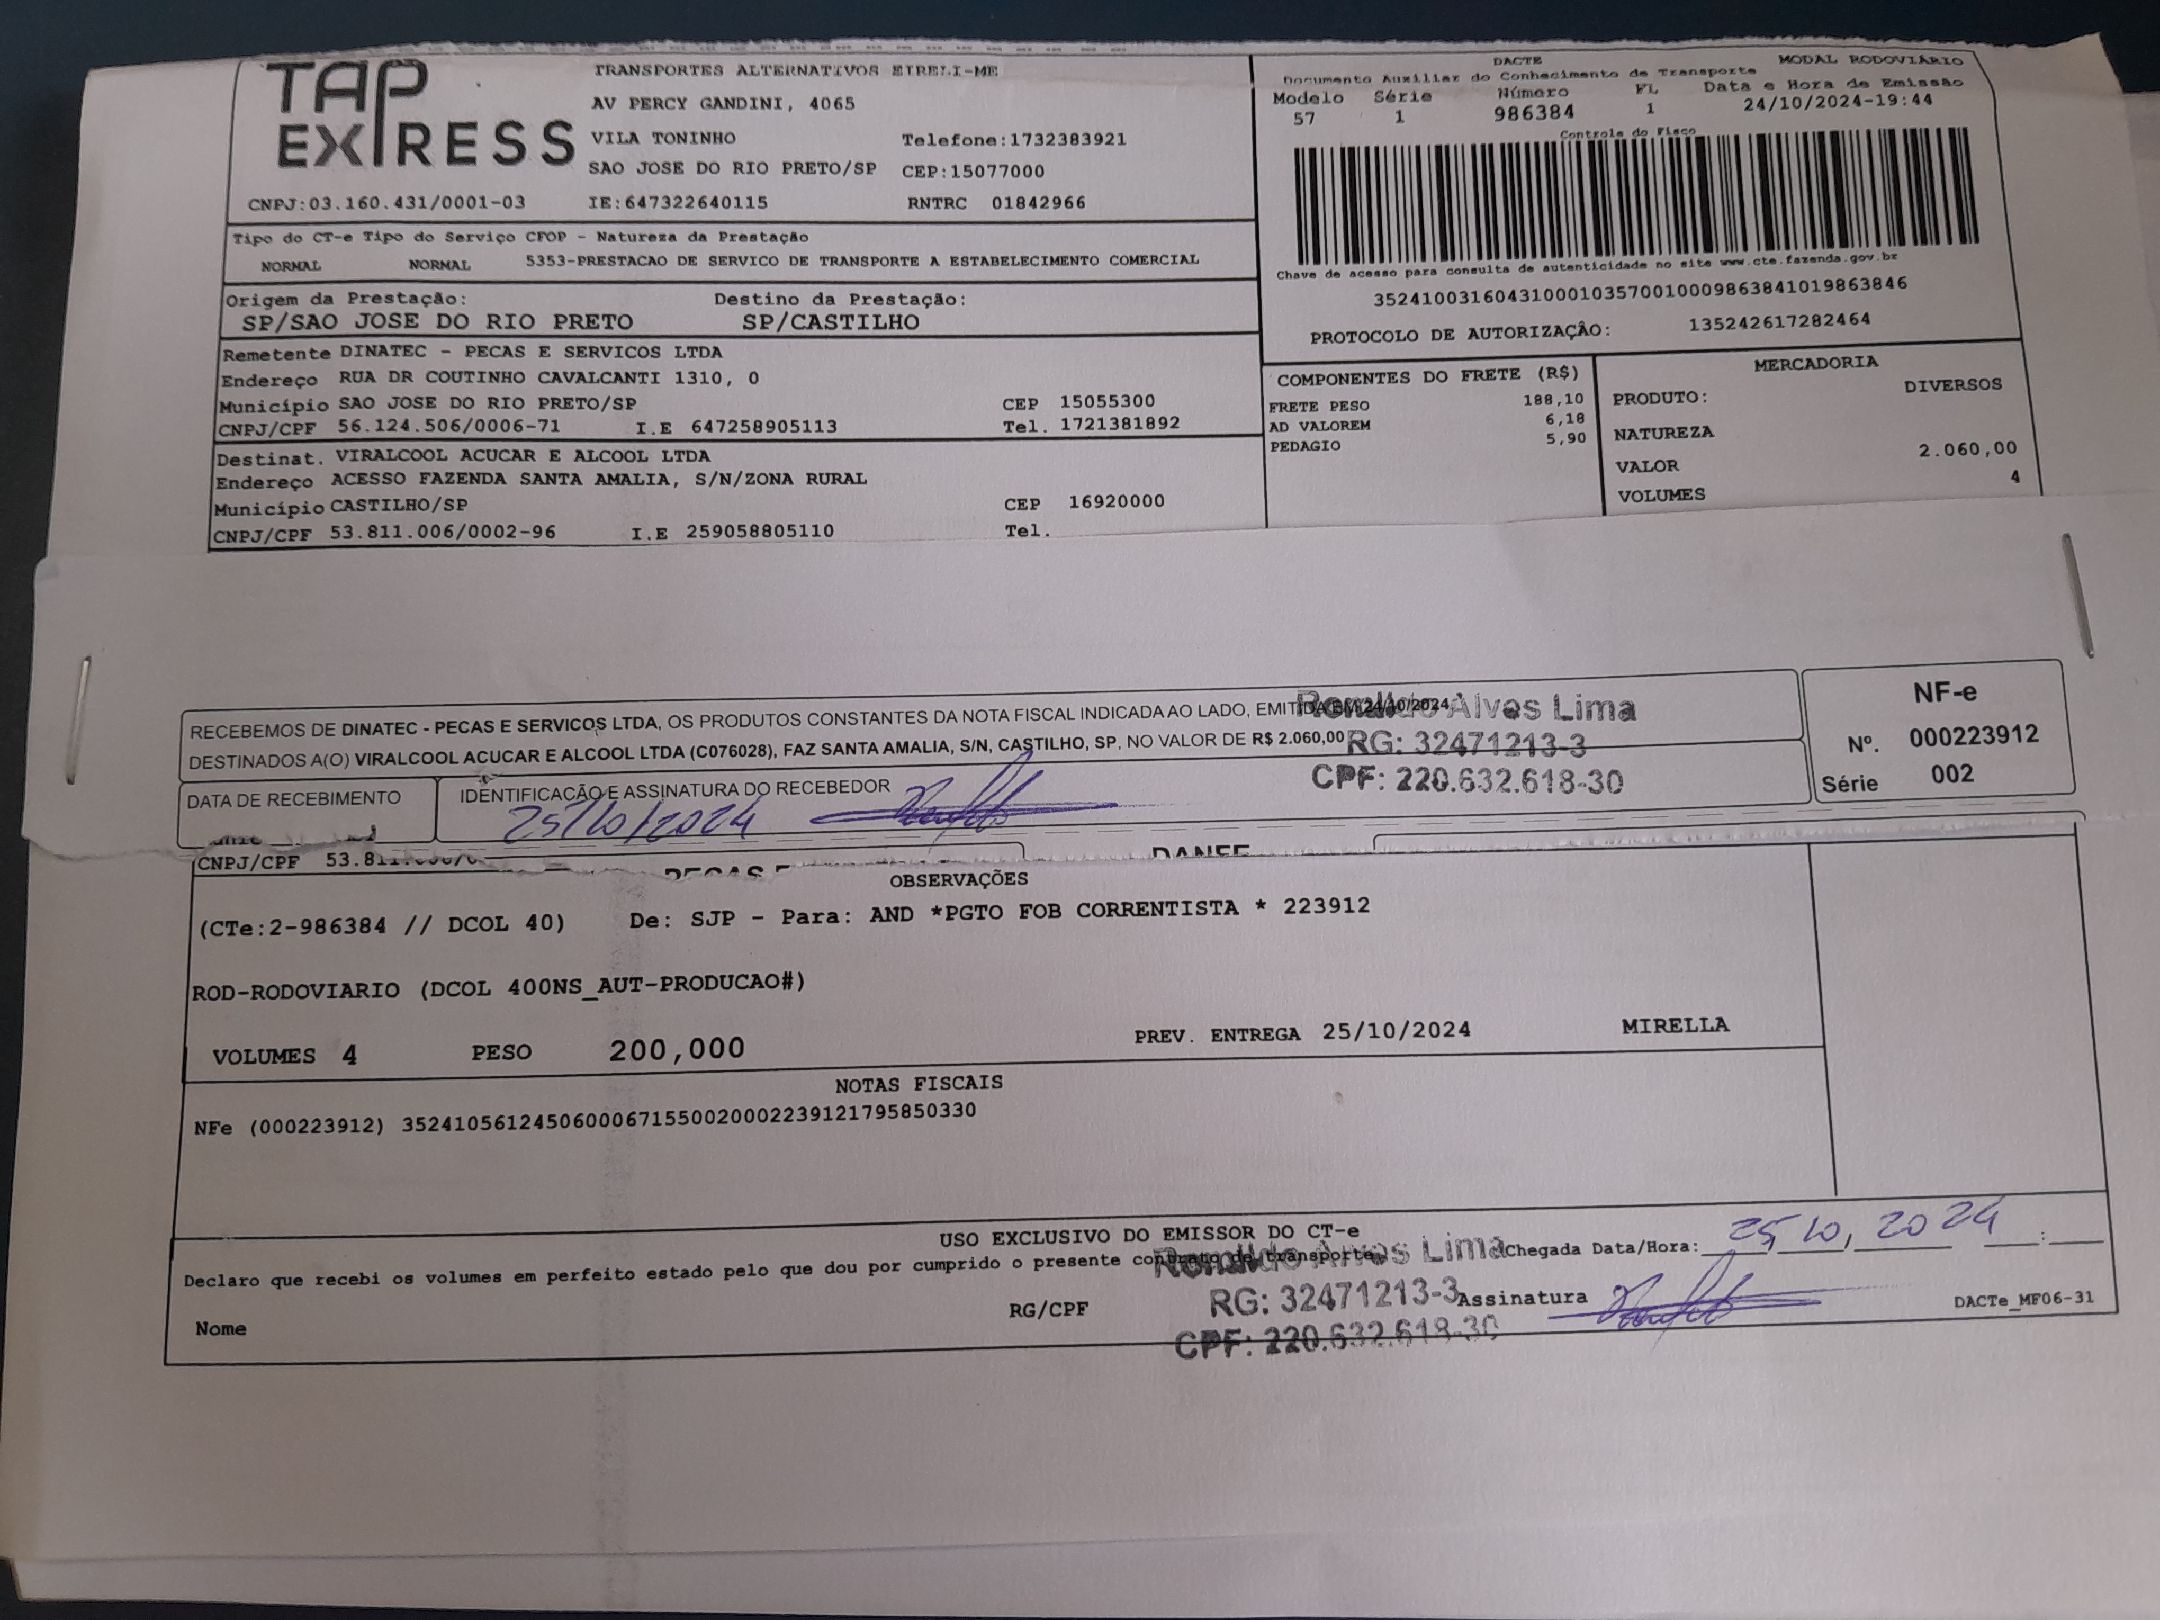 TAP EXPRESS
TRANSPORTES ALTERNATIVOS EIRELI-ME
AV PERCY GANDINI, 4065
VILA TONINHO Telefone:1732383921
SAO JOSE DO RIO PRETO/SP CEP:15077000
CNPJ:03.160.431/0001-03 IE:647322640115 RNTRC 01842966
DACTE MODAL RODOVIÁRIO
Documento Auxiliar do Conhecimento de Transporte
Modelo Série Número FL Data e Hora de Emissão
57 1 986384 1 24/10/2024-19:44
Controle do Fisco
Chave de acesso para consulta de autenticidade no site www.cte.fazenda.gov.br
35241003160431000103570010009863841019863846
PROTOCOLO DE AUTORIZAÇÂO: 135242617282464
Tipo do CT-e Tipo do Serviço CFOP - Natureza da Prestação
NORMAL NORMAL 5353-PRESTACAO DE SERVICO DE TRANSPORTE A ESTABELECIMENTO COMERCIAL
Origem da Prestação: Destino da Prestação:
SP/SAO JOSE DO RIO PRETO SP/CASTILHO
Remetente DINATEC - PECAS E SERVICOS LTDA
Endereço RUA DR COUTINHO CAVALCANTI 1310, 0
Município SAO JOSE DO RIO PRETO/SP CEP 15055300
CNPJ/CPF 56.124.506/0006-71 I.E 647258905113 Tel. 1721381892
Destinat. VIRALCOOL ACUCAR E ALCOOL LTDA
Endereço ACESSO FAZENDA SANTA AMALIA, S/N/ZONA RURAL
Município CASTILHO/SP CEP 16920000
CNPJ/CPF 53.811.006/0002-96 I.E 259058805110 Tel.
COMPONENTES DO FRETE (R$)
FRETE PESO 188,10
AD VALOREM 6,18
PEDAGIO 5,90
MERCADORIA
PRODUTO: DIVERSOS
NATUREZA
VALOR 2.060,00
VOLUMES 4
RECEBEMOS DE DINATEC - PECAS E SERVICOS LTDA, OS PRODUTOS CONSTANTES DA NOTA FISCAL INDICADA AO LADO, EMITIDA EM 24/10/2024
DESTINADOS A(O) VIRALCOOL ACUCAR E ALCOOL LTDA (C076028), FAZ SANTA AMALIA, S/N, CASTILHO, SP, NO VALOR DE R$ 2.060,00
Romildo Alves Lima
RG: 32471213-3
CPF: 220.632.618-30
NF-e
Nº. 000223912
Série 002
DATA DE RECEBIMENTO IDENTIFICAÇÃO E ASSINATURA DO RECEBEDOR
25/10/2024
CNPJ/CPF 53.811.
DANFE
OBSERVAÇÕES
(CTe:2-986384 // DCOL 40) De: SJP - Para: AND *PGTO FOB CORRENTISTA * 223912
ROD-RODOVIARIO (DCOL 400NS_AUT-PRODUCAO#)
VOLUMES 4 PESO 200,000 PREV. ENTREGA 25/10/2024 MIRELLA
NOTAS FISCAIS
NFe (000223912) 35241056124506000671550020002239121795850330
USO EXCLUSIVO DO EMISSOR DO CT-e
Declaro que recebi os volumes em perfeito estado pelo que dou por cumprido o presente contrato de transporte
Chegada Data/Hora: 25/10/2024 :
Nome RG/CPF Assinatura DACTe_MF06-31
Romildo Alves Lima
RG: 32471213-3
CPF: 220.632.618-30